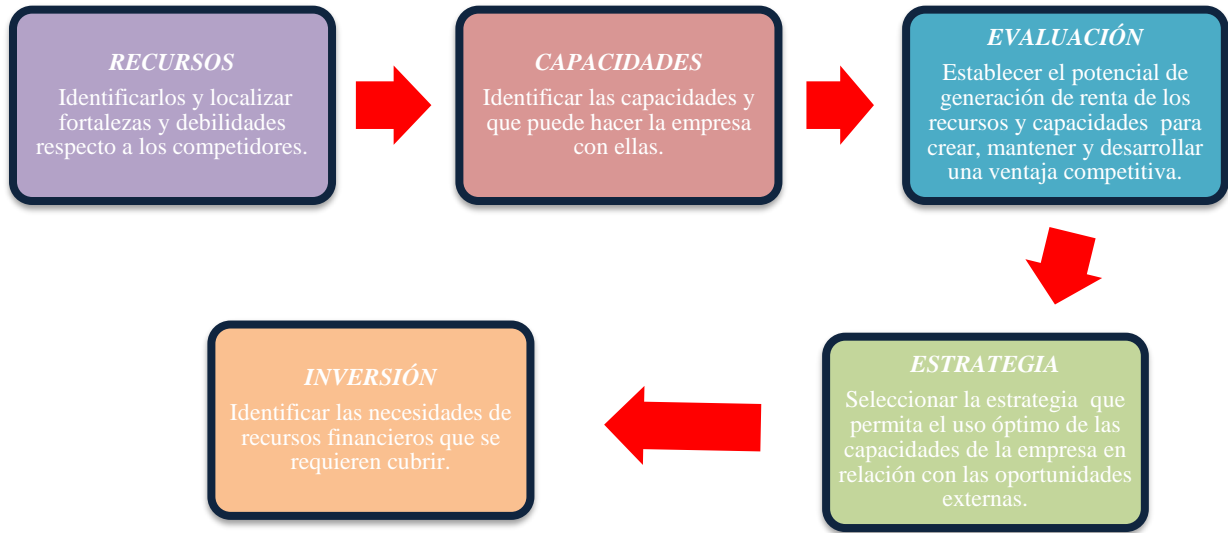 RECURSOS
Identificarlos y localizar
fortalezas y debilidades
respecto a los competidores.
CAPACIDADES
Identificar las capacidades y
que puede hacer la empresa
con ellas.
EVALUACIÓN
Establecer el potencial de
generación de renta de los
recursos y capacidades para
crear, mantener y desarrollar
una ventaja competitiva.
ESTRATEGIA
Seleccionar la estrategia que
permita el uso óptimo de las
capacidades de la empresa en
relación con las oportunidades
externas.
INVERSIÓN
Identificar las necesidades de
recursos financieros que se
requieren cubrir.